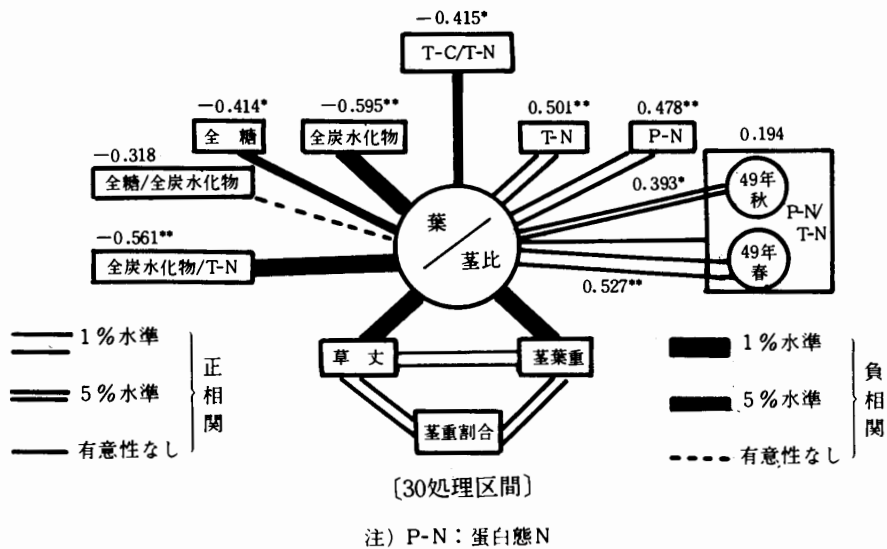 −0.415*
T-C/T-N
−0.414*
全糖
−0.595**
全炭水化物
0.501**
T-N
0.478**
P-N
0.194
−0.318
全糖/全炭水化物
0.393*
49年
秋
P-N/
T-N
49年
春
葉
茎比
−0.561**
全炭水化物/T-N
0.527**
草丈
茎葉重
茎重割合
1%水準
5%水準
有意性なし
正相関
1%水準
5%水準
有意性なし
負相関
〔30処理区間〕
注) P-N：蛋白態N